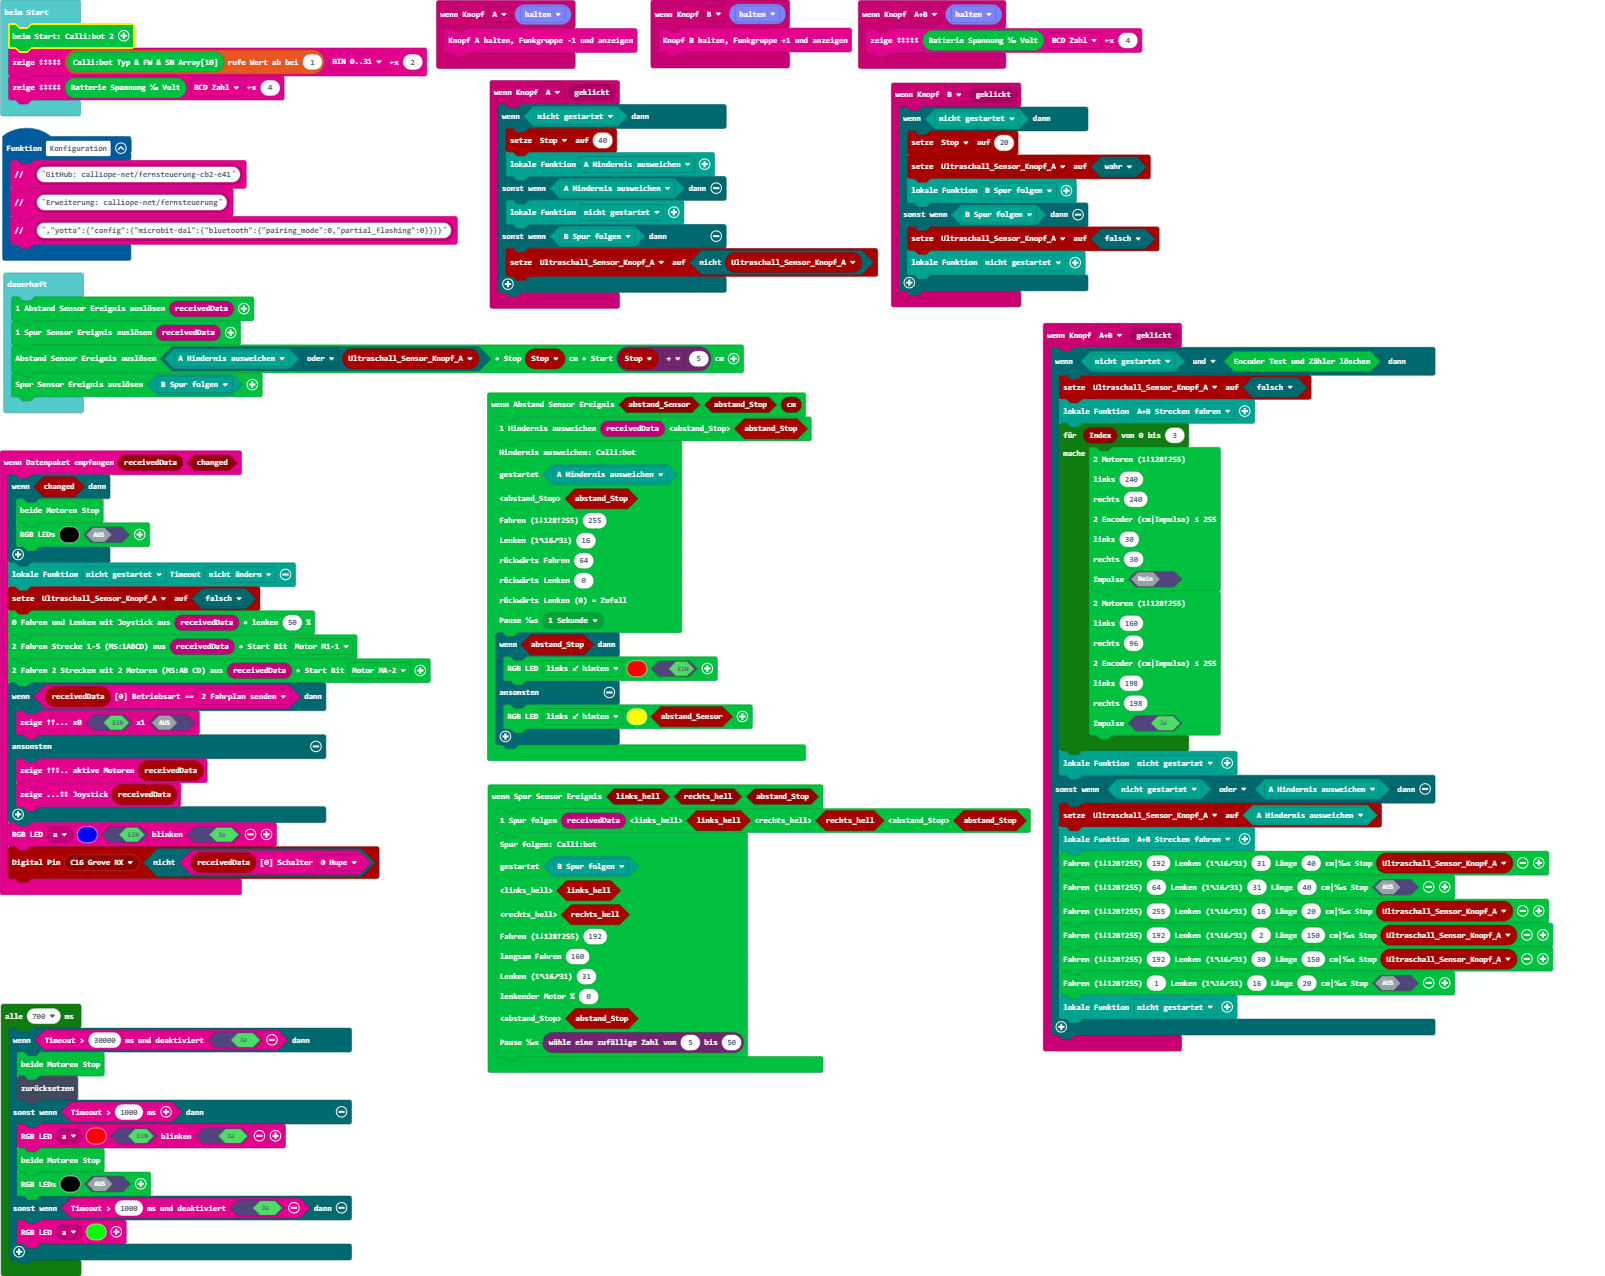 beim Start
beim Start: Calli:bot 2
zeige ⇕⇕⇕⇕⇕ Calli:bot Typ & FW & SN Array[10] rufe Wert ab bei 1 BIN 0..31 ←x 2
zeige ⇕⇕⇕⇕⇕ Batterie Spannung ‰ Volt BCD Zahl ←x 4
Funktion Konfiguration
// "GitHub: calliope-net/fernsteuerung-cb2-e41"
// "Erweiterung: calliope-net/fernsteuerung"
// ","yotta":{"config":{"microbit-dal":{"bluetooth":{"pairing_mode":0,"partial_flashing":0}}}}"
dauerhaft
1 Abstand Sensor Ereignis auslösen receivedData
1 Spur Sensor Ereignis auslösen receivedData
Abstand Sensor Ereignis auslösen A Hindernis ausweichen oder Ultraschall_Sensor_Knopf_A • Stop Stop cm • Start Stop + 5 cm
Spur Sensor Ereignis auslösen B Spur folgen
wenn Datenpaket empfangen receivedData changed
wenn changed dann
beide Motoren Stop
RGB LEDs AUS
lokale Funktion nicht gestartet Timeout nicht ändern
setze Ultraschall_Sensor_Knopf_A auf falsch
0 Fahren und Lenken mit Joystick aus receivedData • lenken 50 %
2 Fahren Strecke 1-5 (MS:1ABCD) aus receivedData • Start Bit Motor M1-1
2 Fahren 2 Strecken mit 2 Motoren (MS:AB CD) aus receivedData • Start Bit Motor MA-2
wenn receivedData [0] Betriebsart == 2 Fahrplan senden dann
zeige ↑↑... x0 EIN x1 AUS
ansonsten
zeige ↑↑⇕.. aktive Motoren receivedData
zeige ...⇕⇕ Joystick receivedData
RGB LED a EIN blinken Ja
Digital Pin C16 Grove RX nicht receivedData [0] Schalter 0 Hupe
alle 700 ms
wenn Timeout > 30000 ms und deaktiviert Ja dann
beide Motoren Stop
zurücksetzen
sonst wenn Timeout > 1000 ms dann
RGB LED a EIN blinken Ja
beide Motoren Stop
RGB LEDs AUS
sonst wenn Timeout > 1000 ms und deaktiviert Ja dann
RGB LED a
wenn Knopf A halten
Knopf A halten, Funkgruppe -1 und anzeigen
wenn Knopf B halten
Knopf B halten, Funkgruppe +1 und anzeigen
wenn Knopf A+B halten
zeige ⇕⇕⇕⇕⇕ Batterie Spannung ‰ Volt BCD Zahl ←x 4
wenn Knopf A geklickt
wenn nicht gestartet dann
setze Stop auf 40
lokale Funktion A Hindernis ausweichen
sonst wenn A Hindernis ausweichen dann
lokale Funktion nicht gestartet
sonst wenn B Spur folgen dann
setze Ultraschall_Sensor_Knopf_A auf nicht Ultraschall_Sensor_Knopf_A
wenn Knopf B geklickt
wenn nicht gestartet dann
setze Stop auf 20
setze Ultraschall_Sensor_Knopf_A auf wahr
lokale Funktion B Spur folgen
sonst wenn B Spur folgen dann
setze Ultraschall_Sensor_Knopf_A auf falsch
lokale Funktion nicht gestartet
wenn Abstand Sensor Ereignis abstand_Sensor abstand_Stop cm
1 Hindernis ausweichen receivedData <abstand_Stop> abstand_Stop
Hindernis ausweichen: Calli:bot
gestartet A Hindernis ausweichen
<abstand_Stop> abstand_Stop
Fahren (1↓128↑255) 255
Lenken (1↖16↗31) 16
rückwärts Fahren 64
rückwärts Lenken 0
rückwärts Lenken (0) = Zufall
Pause ‰s 1 Sekunde
wenn abstand_Stop dann
RGB LED links ↙ hinten EIN
ansonsten
RGB LED links ↙ hinten abstand_Sensor
wenn Spur Sensor Ereignis links_hell rechts_hell abstand_Stop
1 Spur folgen receivedData <links_hell> links_hell <rechts_hell> rechts_hell <abstand_Stop> abstand_Stop
Spur folgen: Calli:bot
gestartet B Spur folgen
<links_hell> links_hell
<rechts_hell> rechts_hell
Fahren (1↓128↑255) 192
langsam Fahren 160
Lenken (1↖16↗31) 31
lenkender Motor % 0
<abstand_Stop> abstand_Stop
Pause ‰s wähle eine zufällige Zahl von 5 bis 50
wenn Knopf A+B geklickt
wenn nicht gestartet und Encoder Test und Zähler löschen dann
setze Ultraschall_Sensor_Knopf_A auf falsch
lokale Funktion A+B Strecken fahren
für Index von 0 bis 3
mache
2 Motoren (1↓128↑255)
links 240
rechts 240
2 Encoder (cm|Impulse) ≤ 255
links 30
rechts 30
Impulse Nein
2 Motoren (1↓128↑255)
links 160
rechts 96
2 Encoder (cm|Impulse) ≤ 255
links 198
rechts 198
Impulse Ja
lokale Funktion nicht gestartet
sonst wenn nicht gestartet oder A Hindernis ausweichen dann
setze Ultraschall_Sensor_Knopf_A auf A Hindernis ausweichen
lokale Funktion A+B Strecken fahren
Fahren (1↓128↑255) 192 Lenken (1↖16↗31) 31 Länge 40 cm|‰s Stop Ultraschall_Sensor_Knopf_A
Fahren (1↓128↑255) 64 Lenken (1↖16↗31) 31 Länge 40 cm|‰s Stop AUS
Fahren (1↓128↑255) 255 Lenken (1↖16↗31) 16 Länge 20 cm|‰s Stop Ultraschall_Sensor_Knopf_A
Fahren (1↓128↑255) 192 Lenken (1↖16↗31) 2 Länge 150 cm|‰s Stop Ultraschall_Sensor_Knopf_A
Fahren (1↓128↑255) 192 Lenken (1↖16↗31) 30 Länge 150 cm|‰s Stop Ultraschall_Sensor_Knopf_A
Fahren (1↓128↑255) 1 Lenken (1↖16↗31) 16 Länge 20 cm|‰s Stop AUS
lokale Funktion nicht gestartet